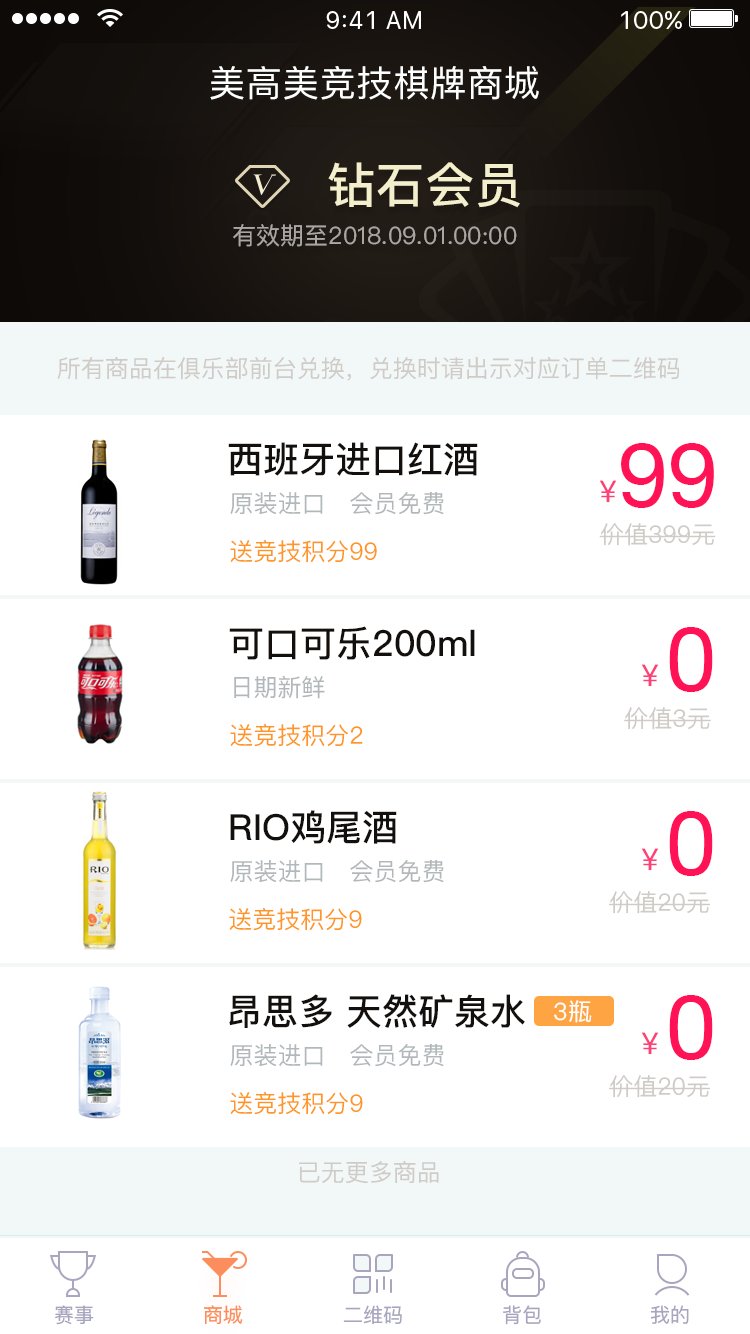 9:41 AM
100%
美高美竞技棋牌商城
V
钻石会员
有效期至2018.09.01.00:00
所有商品在俱乐部前台兑换，兑换时请出示对应订单二维码
西班牙进口红酒
¥99
原装进口 会员免费
价值399元
送竞技积分99
可口可乐
可口可乐200ml
¥0
日期新鲜
价值3元
送竞技积分2
RIO
RIO鸡尾酒
¥0
原装进口 会员免费
价值20元
送竞技积分9
昂思多
昂思多 天然矿泉水 3瓶
¥0
原装进口 会员免费
价值20元
送竞技积分9
已无更多商品
赛事 商城 二维码 背包 我的